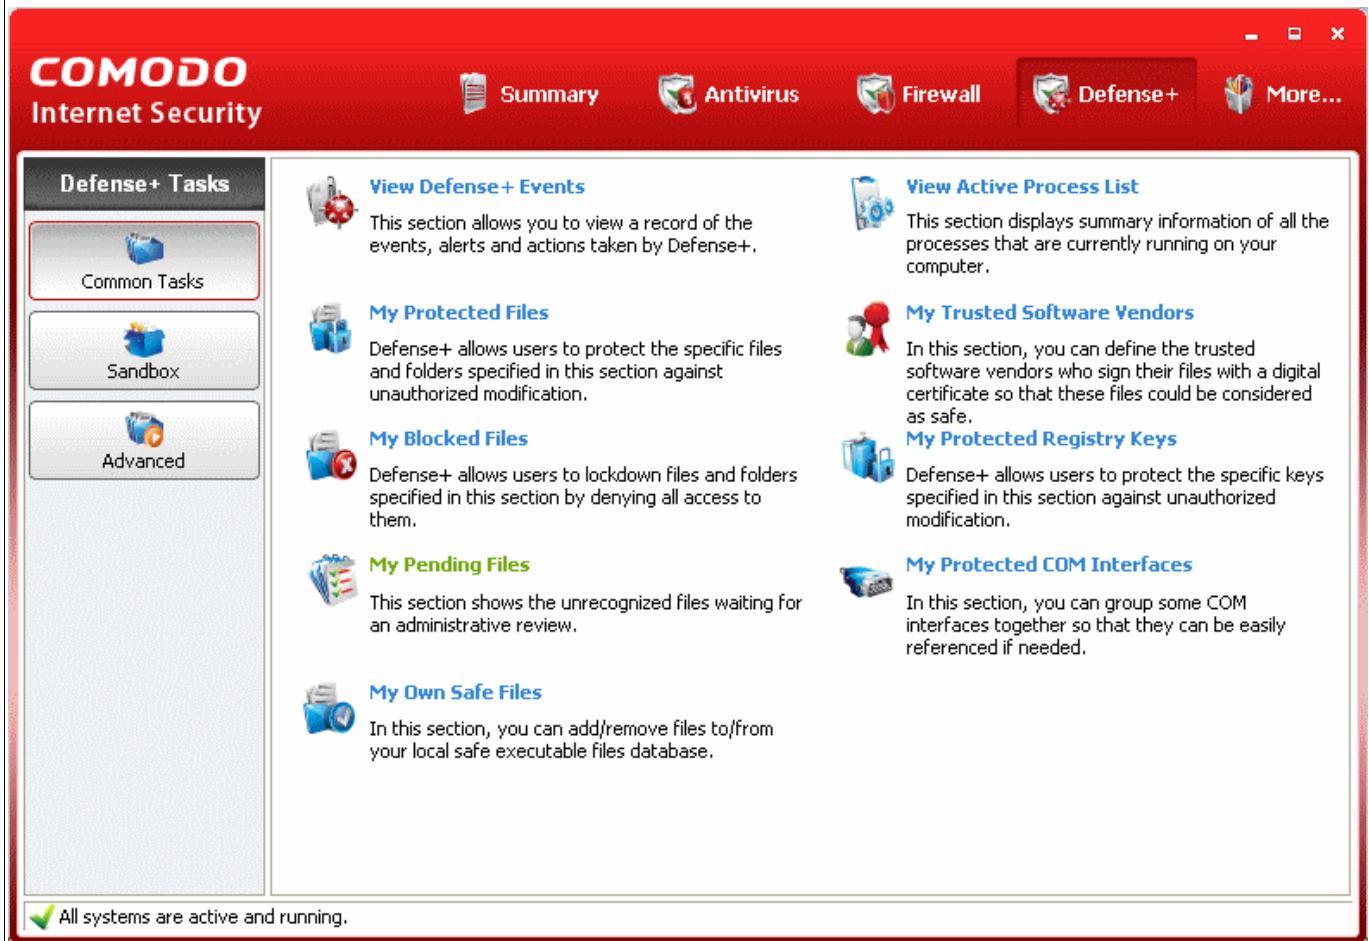 COMODO
Internet Security
Summary
Antivirus
Firewall
Defense+
More...
Defense+ Tasks
Common Tasks
Sandbox
Advanced
View Defense+ Events
This section allows you to view a record of the
events, alerts and actions taken by Defense+.
My Protected Files
Defense+ allows users to protect the specific files
and folders specified in this section against
unauthorized modification.
My Blocked Files
Defense+ allows users to lockdown files and folders
specified in this section by denying all access to
them.
My Pending Files
This section shows the unrecognized files waiting for
an administrative review.
My Own Safe Files
In this section, you can add/remove files to/from
your local safe executable files database.
View Active Process List
This section displays summary information of all the
processes that are currently running on your
computer.
My Trusted Software Vendors
In this section, you can define the trusted
software vendors who sign their files with a digital
certificate so that these files could be considered
as safe.
My Protected Registry Keys
Defense+ allows users to protect the specific keys
specified in this section against unauthorized
modification.
My Protected COM Interfaces
In this section, you can group some COM
interfaces together so that they can be easily
referenced if needed.
All systems are active and running.